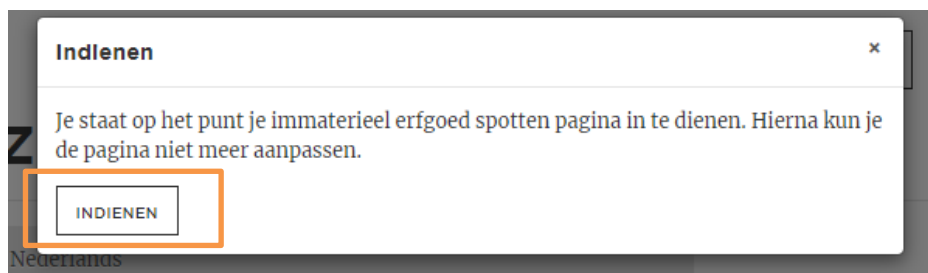 Indienen ×
Je staat op het punt je immaterieel erfgoed spotten pagina in te dienen. Hierna kun je
de pagina niet meer aanpassen.
Z
INDIENEN
Nederlands